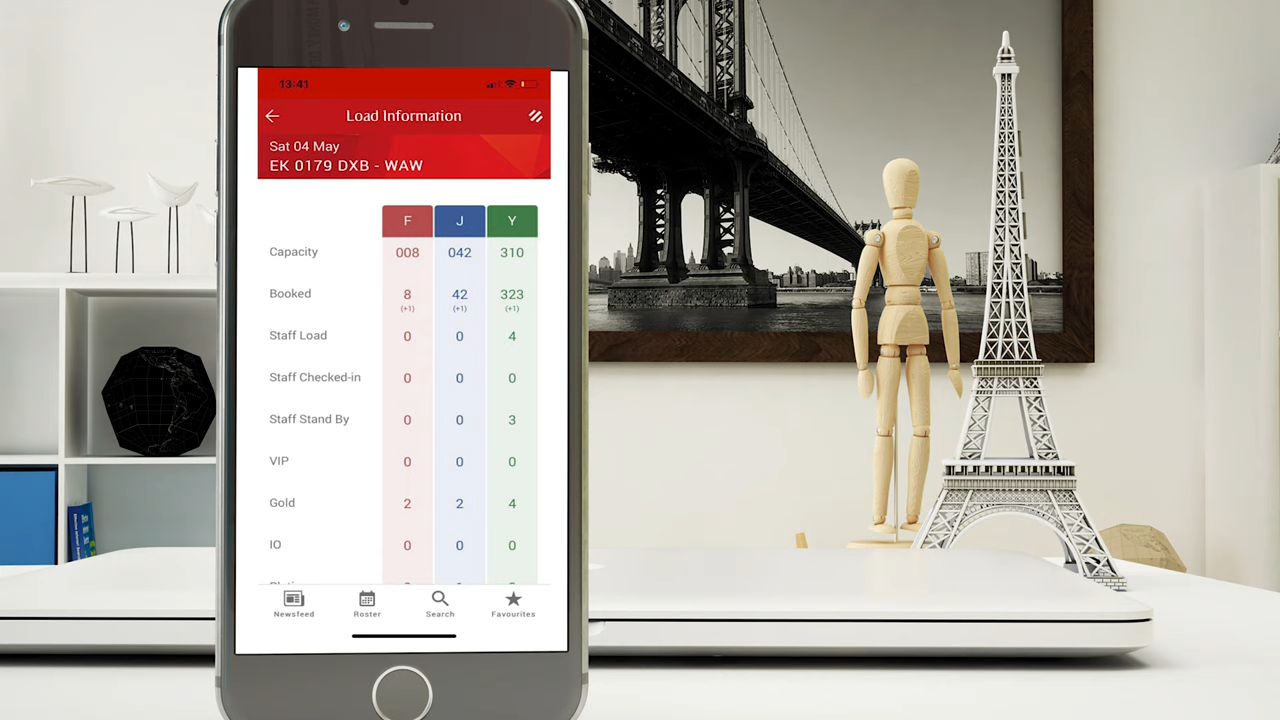 13:41
Load Information
Sat 04 May
EK 0179 DXB - WAW
F J Y
Capacity 008 042 310
Booked 8 42 323
(+1) (+1) (+1)
Staff Load 0 0 4
Staff Checked-in 0 0 0
Staff Stand By 0 0 3
VIP 0 0 0
Gold 2 2 4
IO 0 0 0
Newsfeed Roster Search Favourites